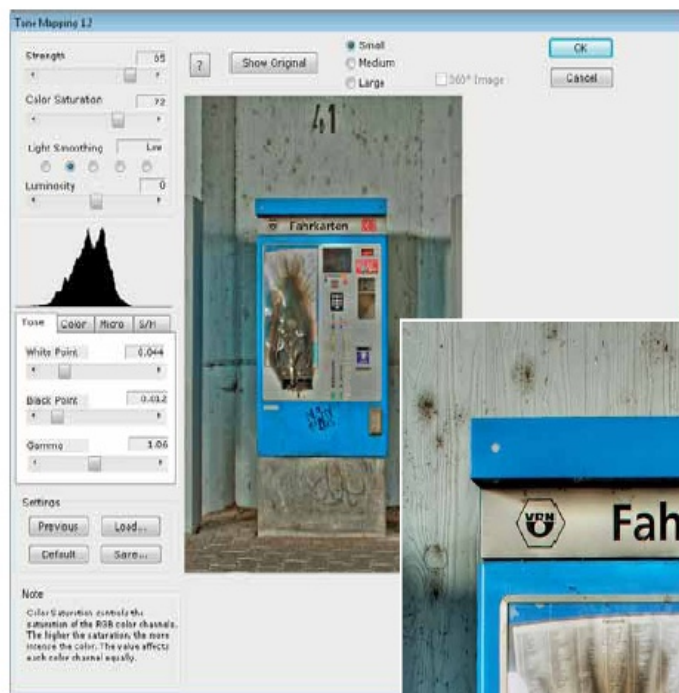 Tone Mapping 1.2
Strength
Color Saturation
72
Light Smoothing
Low
Luminosity
0
?
Show Original
Small
Medium
Large
360° Image
OK
Cancel
41
Fahrkarten
Tone
Color
Micro
S/H
White Point
0.044
Black Point
0.012
Gamma
1.06
Settings
Previous
Load...
Default
Save...
Note
Color Saturation controls the
saturation of the RGB color channels.
The higher the saturation, the more
intense the color. The value affects
each color channel equally.
VRN
Fah